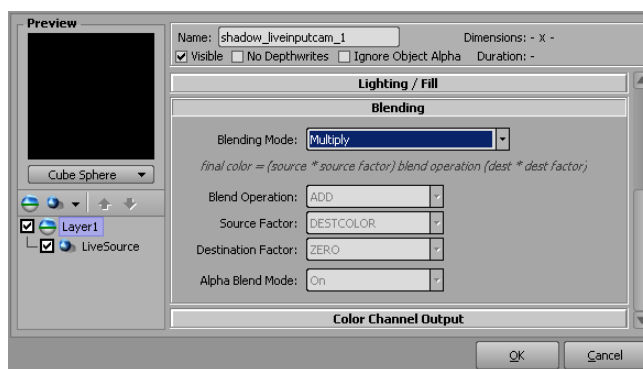 Preview
Name: shadow_liveinputcam_1 Dimensions: - x -
Visible No Depthwrites Ignore Object Alpha Duration: -
Lighting / Fill
Blending
Blending Mode: Multiply
final color = (source * source factor) blend operation (dest * dest factor)
Cube Sphere
Blend Operation: ADD
Layer1
Source Factor: DESTCOLOR
LiveSource
Destination Factor: ZERO
Alpha Blend Mode: On
Color Channel Output
OK Cancel